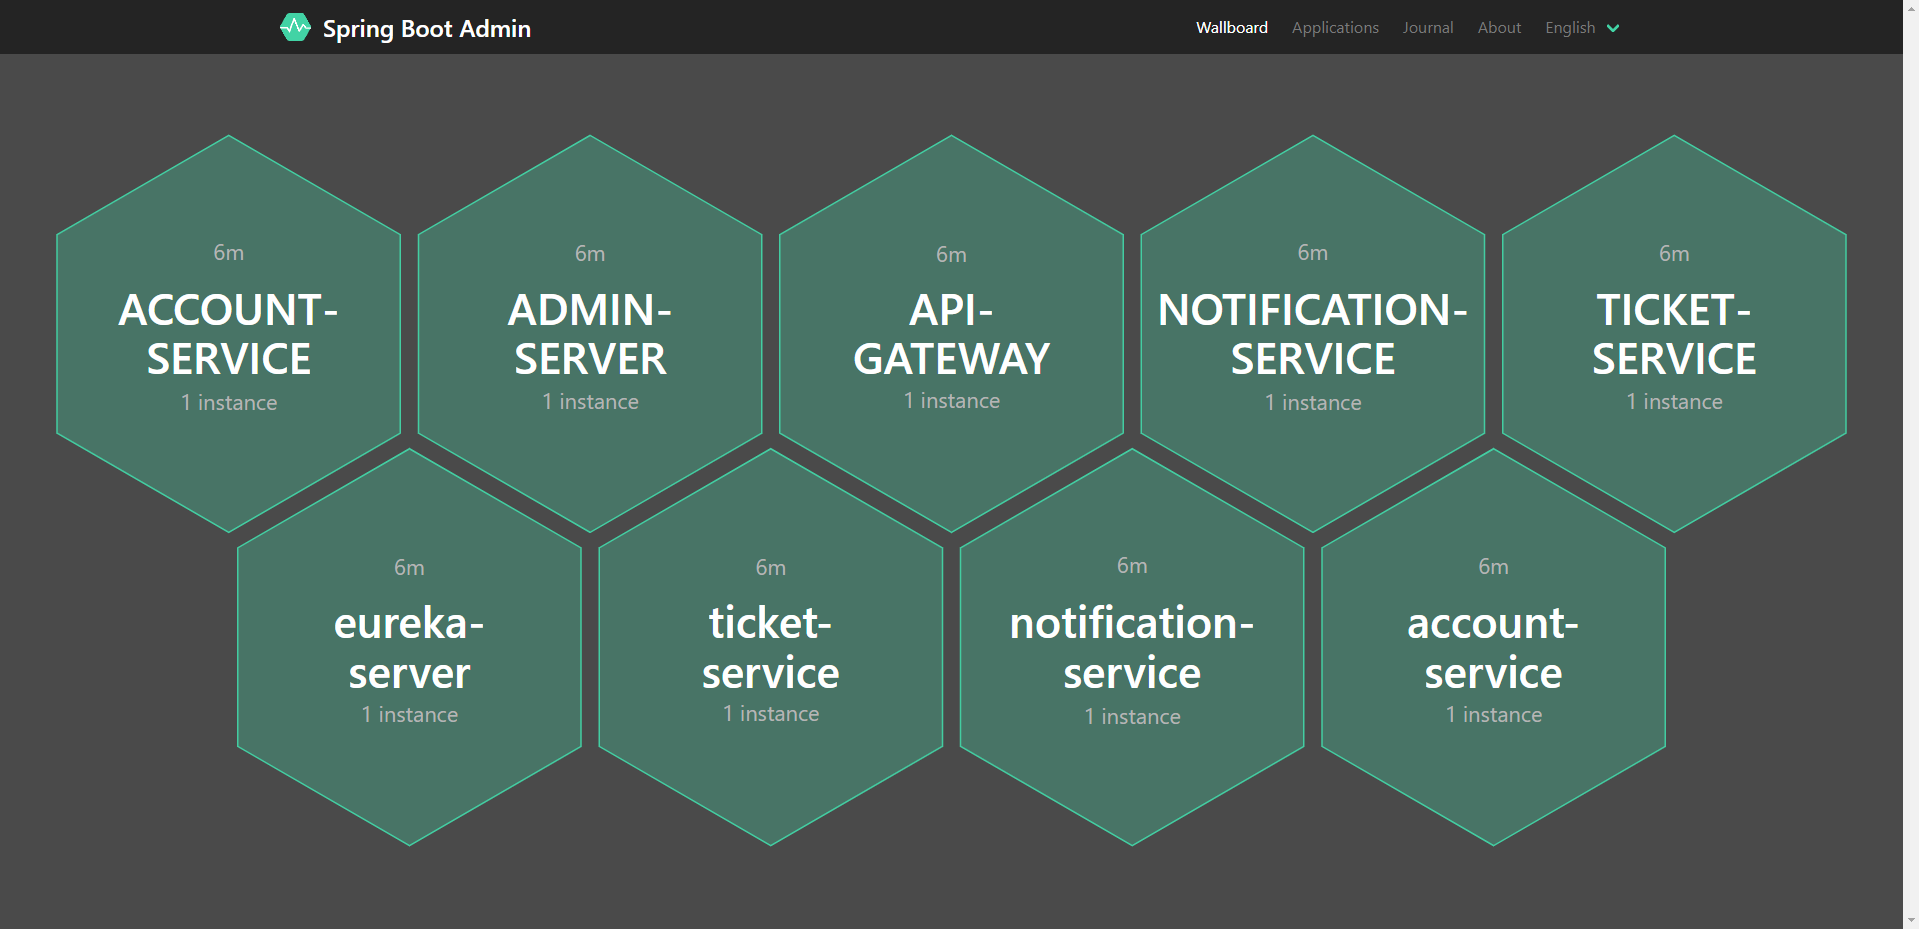 Spring Boot Admin
Wallboard Applications Journal About English
6m
ACCOUNT-
SERVICE
1 instance
6m
ADMIN-
SERVER
1 instance
6m
API-
GATEWAY
1 instance
6m
NOTIFICATION-
SERVICE
1 instance
6m
TICKET-
SERVICE
1 instance
6m
eureka-
server
1 instance
6m
ticket-
service
1 instance
6m
notification-
service
1 instance
6m
account-
service
1 instance